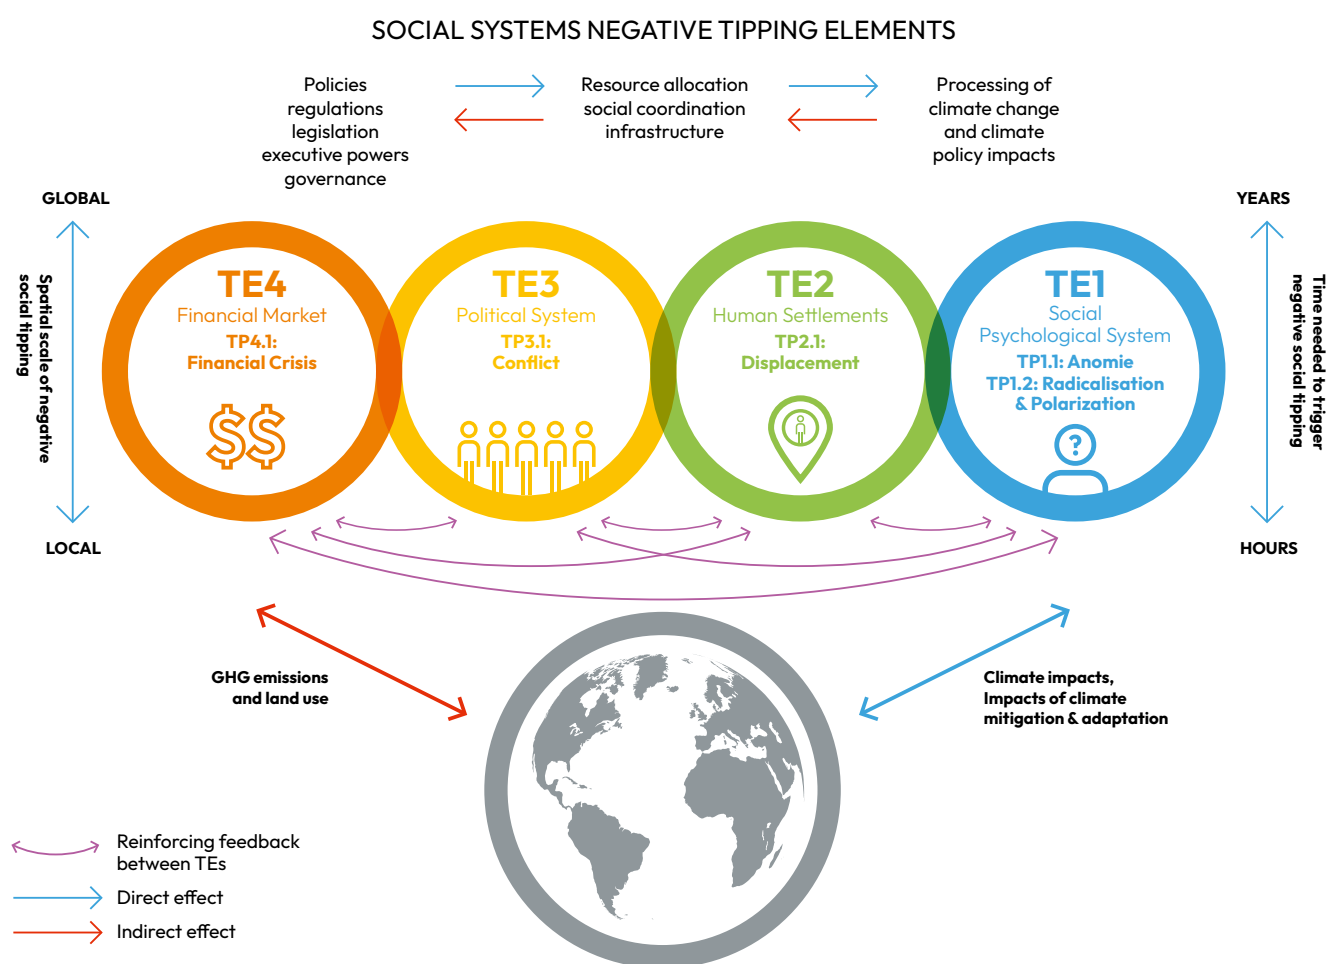 SOCIAL SYSTEMS NEGATIVE TIPPING ELEMENTS
Policies
regulations
legislation
executive powers
governance
Resource allocation
social coordination
infrastructure
Processing of
climate change
and climate
policy impacts
GLOBAL
Spatial scale of negative
social tipping
LOCAL
TE4
Financial Market
TP4.1:
Financial Crisis
$$
TE3
Political System
TP3.1:
Conflict
TE2
Human Settlements
TP2.1:
Displacement
TE1
Social
Psychological System
TP1.1: Anomie
TP1.2: Radicalisation
& Polarization
?
YEARS
Time needed to trigger
negative social tipping
HOURS
GHG emissions
and land use
Climate impacts,
Impacts of climate
mitigation & adaptation
Reinforcing feedback
between TEs
Direct effect
Indirect effect